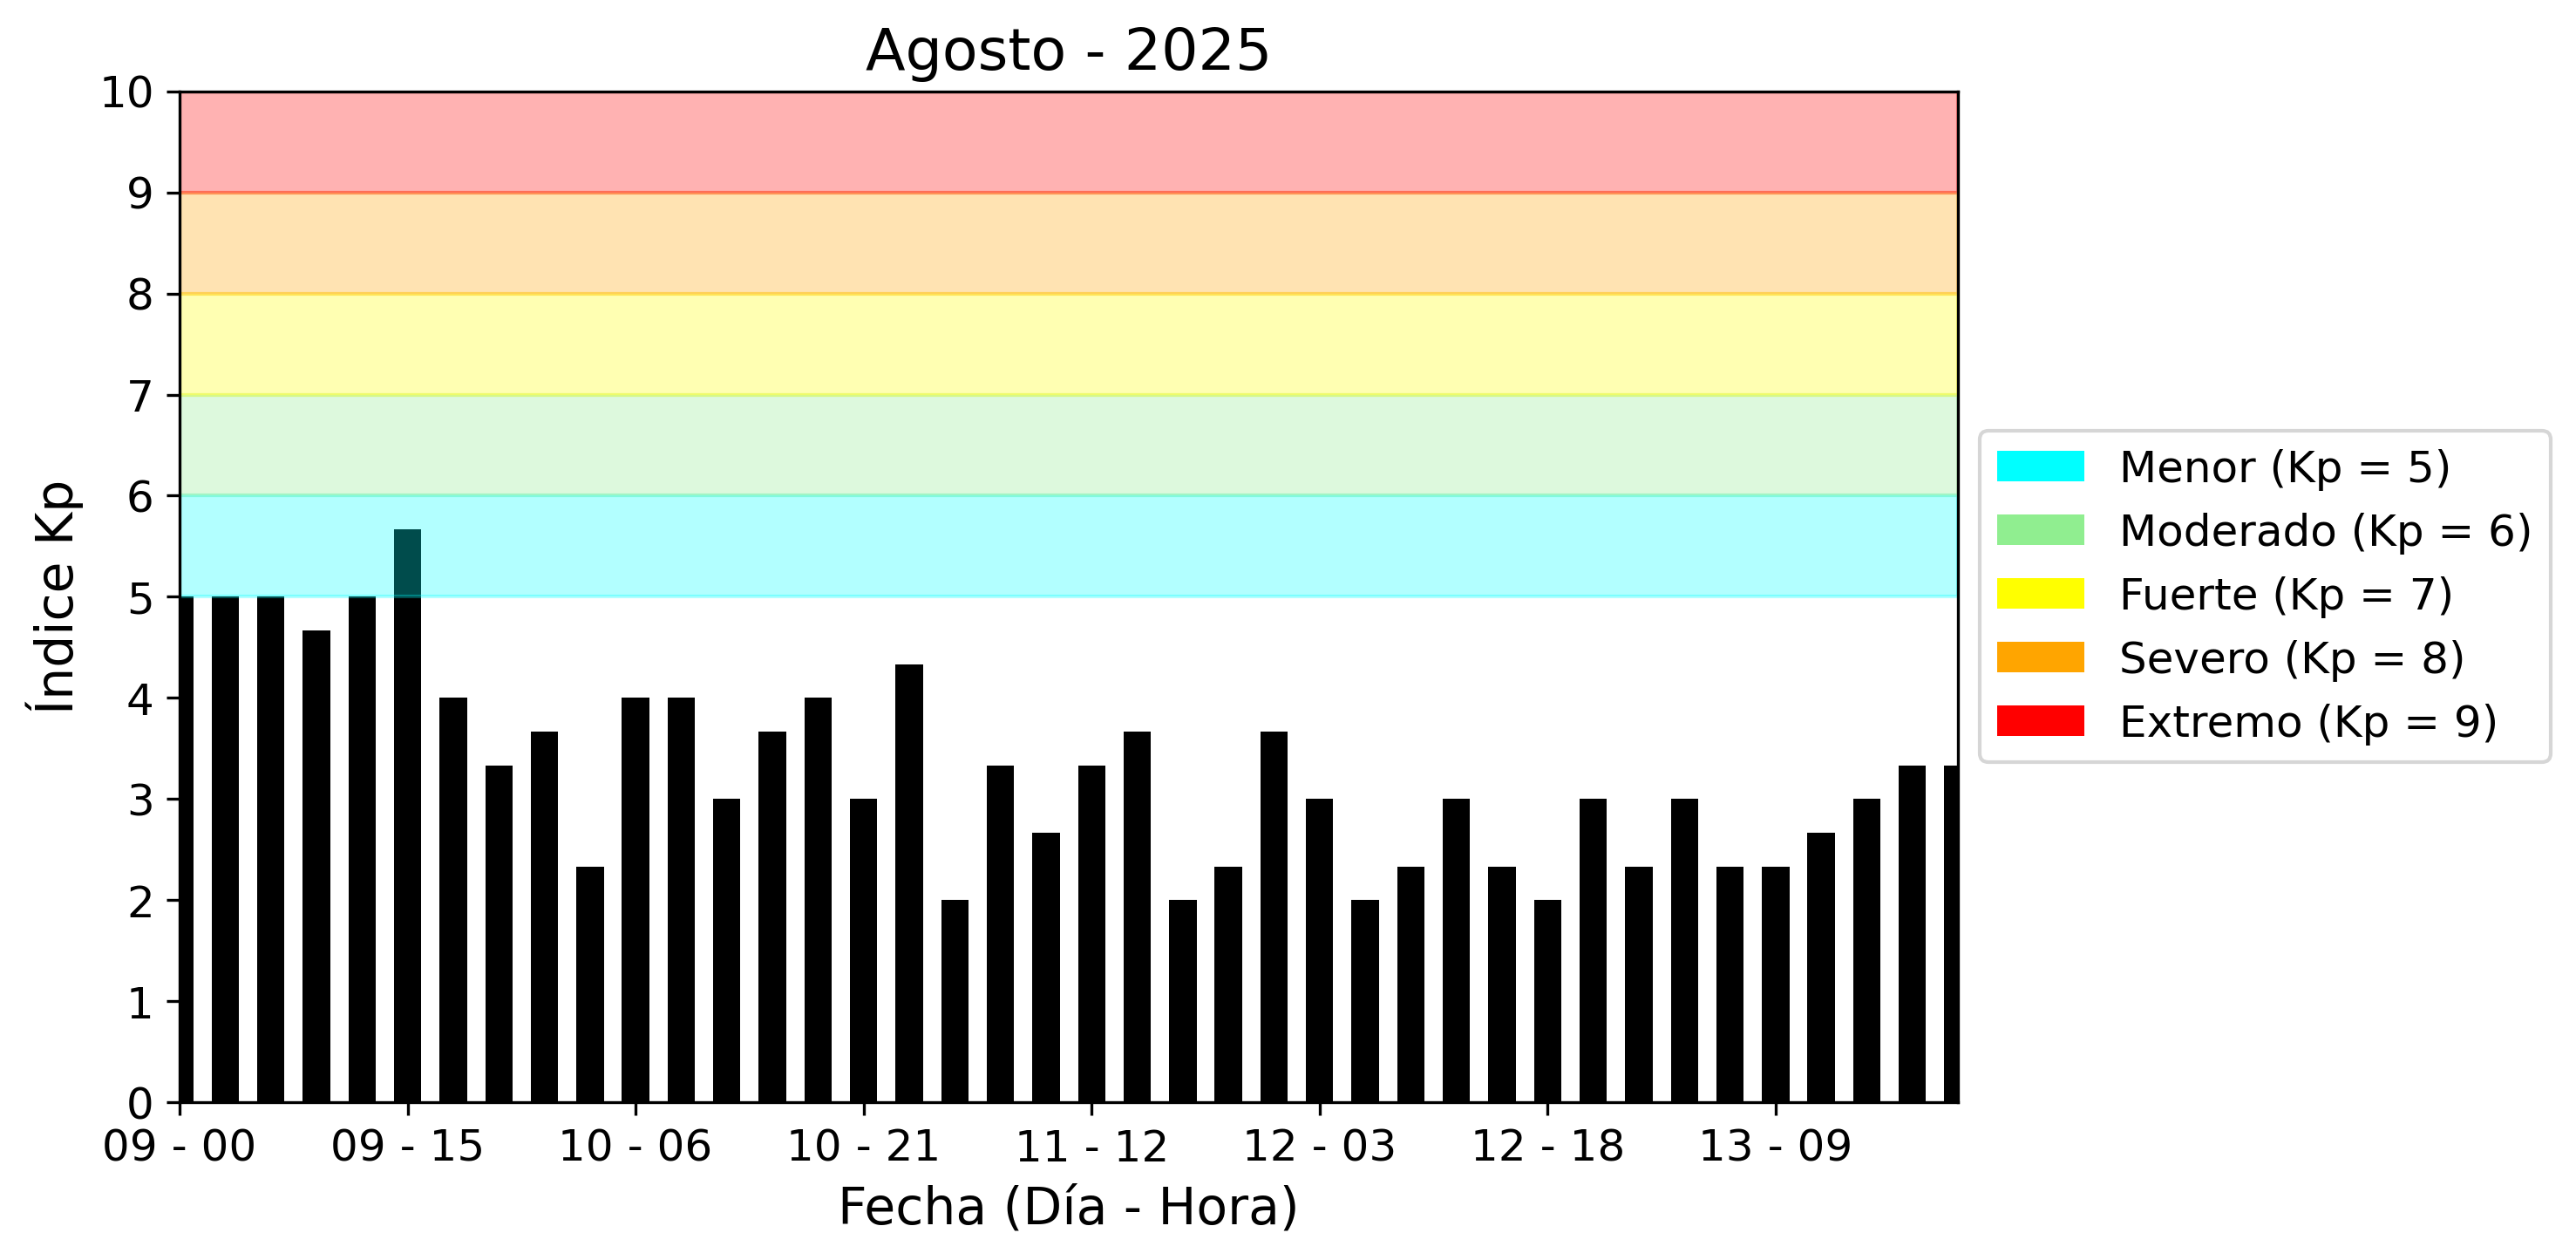 Agosto - 2025
10
9
8
7
6
5
4
3
2
1
0
Índice Kp
09 - 00
09 - 15
10 - 06
10 - 21
11 - 12
12 - 03
12 - 18
13 - 09
Fecha (Día - Hora)
Menor (Kp = 5)
Moderado (Kp = 6)
Fuerte (Kp = 7)
Severo (Kp = 8)
Extremo (Kp = 9)